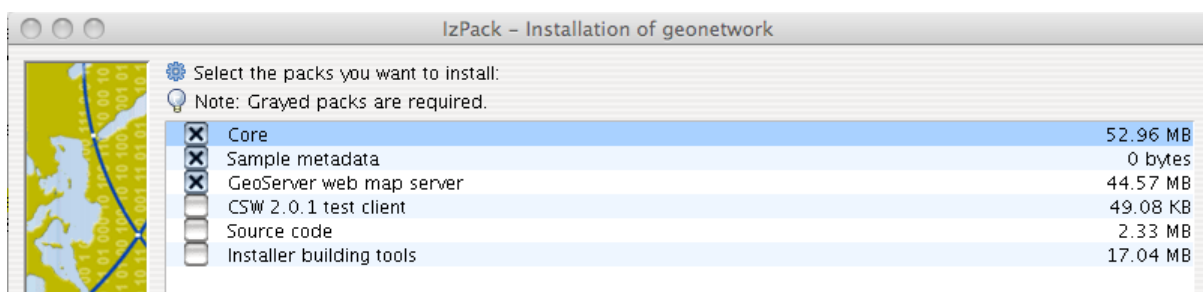 IzPack – Installation of geonetwork
Select the packs you want to install:
Note: Grayed packs are required.
Core 52.96 MB
Sample metadata 0 bytes
GeoServer web map server 44.57 MB
CSW 2.0.1 test client 49.08 KB
Source code 2.33 MB
Installer building tools 17.04 MB